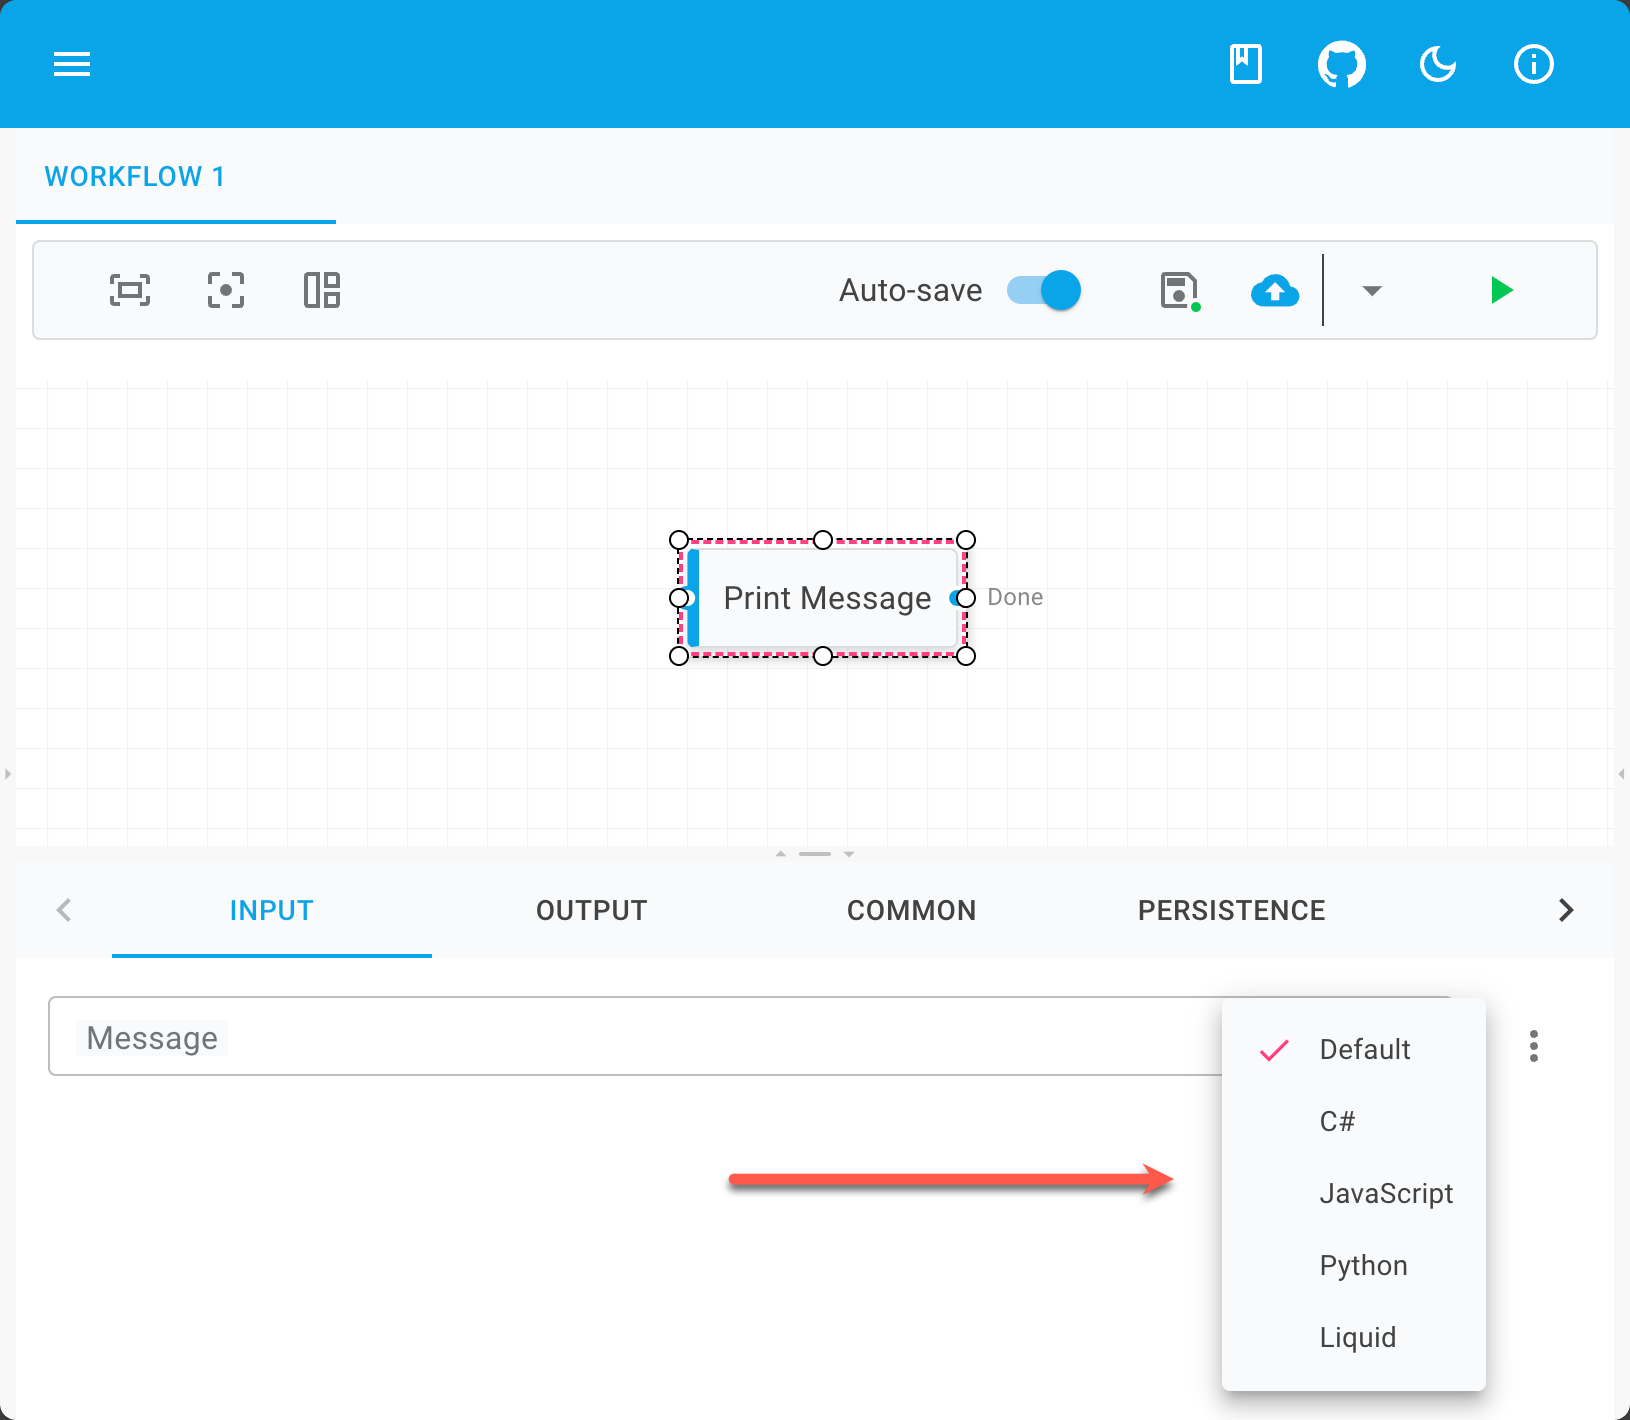 WORKFLOW 1
Auto-save
Print Message
Done
INPUT
OUTPUT
COMMON
PERSISTENCE
Message
Default
C#
JavaScript
Python
Liquid